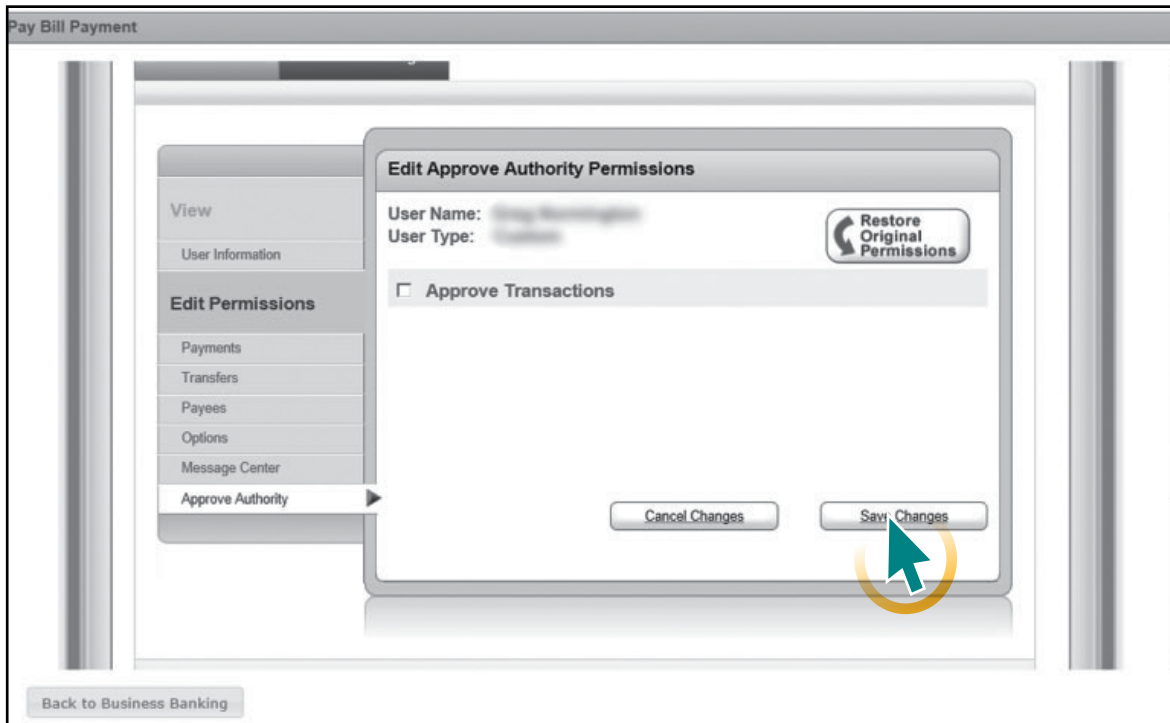 Pay Bill Payment
Edit Approve Authority Permissions
View
User Name:
User Type:
Restore
Original
Permissions
User Information
Approve Transactions
Edit Permissions
Payments
Transfers
Payees
Options
Message Center
Approve Authority
Cancel Changes
Save Changes
Back to Business Banking